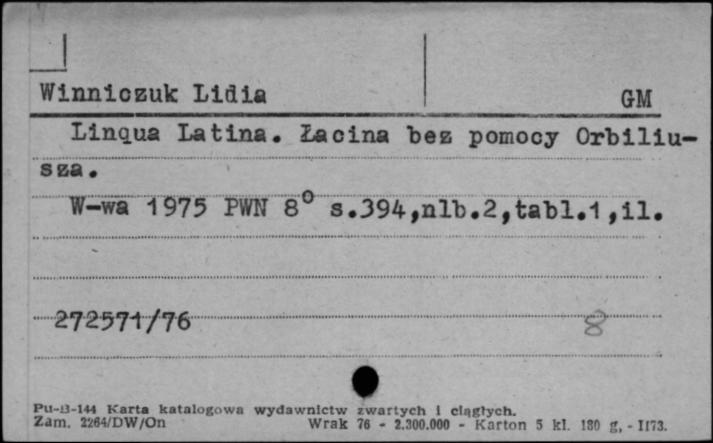 Winniczuk Lidia GM
Linqua Latina. Łacina bez pomocy Orbiliu-
sza.
W-wa 1975 PWN 8° s.394,nlb.2,tabl.1,il.
272571/76 8
Pu-B-144 Karta katalogowa wydawnictw zwartych i ciągłych.
Zam. 2264/DW/On Wrak 76 - 2.300.000 - Karton 5 kl. 180 g, - I173.